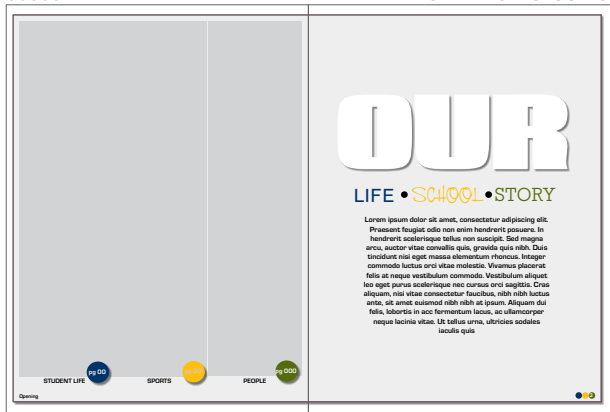 pg 00
pg 00
pg 000
STUDENT LIFE
SPORTS
PEOPLE
Opening
OUR
LIFE • SCHOOL • STORY
Lorem ipsum dolor sit amet, consectetur adipiscing elit.
Praesent feugiat odio non enim hendrerit posuere. In
hendrerit scelerisque tellus non suscipit. Sed magna
arcu, auctor vitae convallis quis, gravida quis nibh. Duis
tincidunt nisi eget massa elementum rhoncus. Integer
commodo luctus orci vitae molestie. Vivamus placerat
felis at neque vestibulum commodo. Vestibulum aliquet
leo eget purus scelerisque nec cursus orci sagittis. Cras
aliquam, nisi vitae consectetur faucibus, nibh nibh luctus
ante, sit amet euismod nibh nibh at ipsum. Aliquam dui
felis, lobortis in acc fermentum lacus, ac ullamcorper
neque lacinia vitae. Ut tellus urna, ultricies sodales
iaculis quis
3